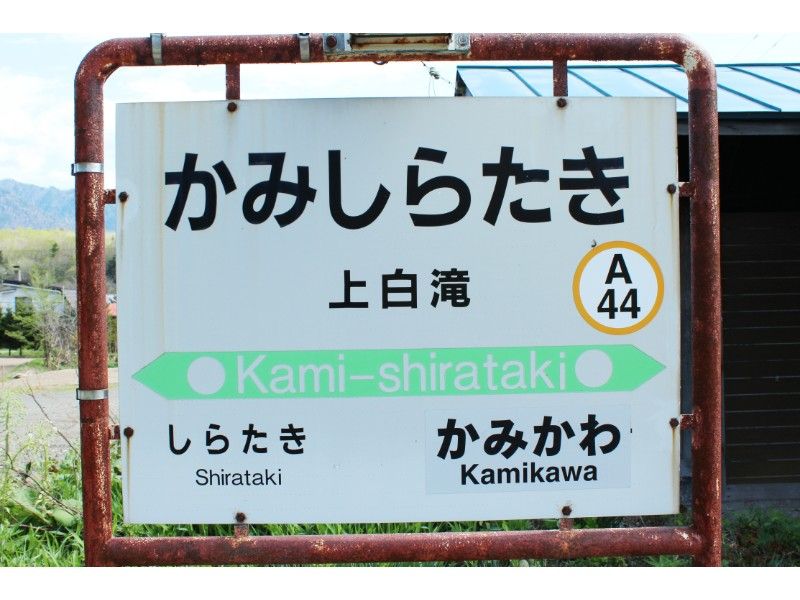 かみしらたき
上白滝
A
44
Kami-shirataki
しらたき
Shirataki
かみかわ
Kamikawa